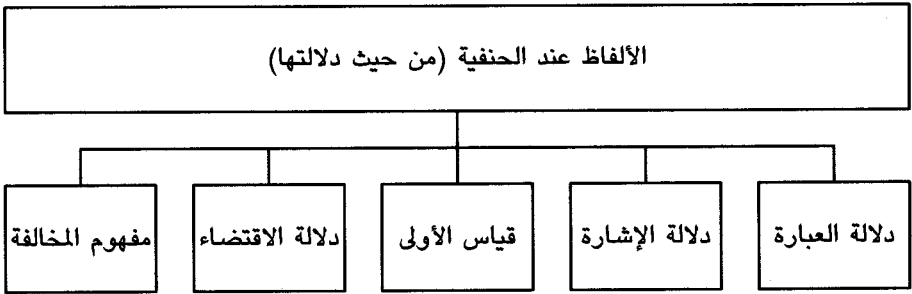 الألفاظ عند الحنفية (من حيث دلالتها)
دلالة العبارة
دلالة الإشارة
قياس الأولى
دلالة الاقتضاء
مفهوم المخالفة